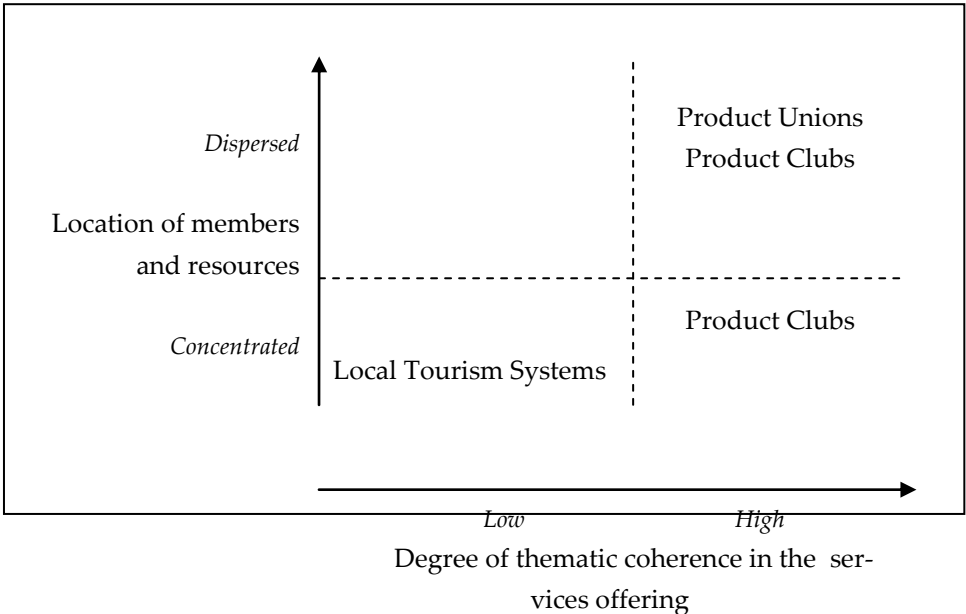 Product Unions
Dispersed
Product Clubs
Location of members
and resources
Product Clubs
Concentrated
Local Tourism Systems
Low
High
Degree of thematic coherence in the ser-
vices offering